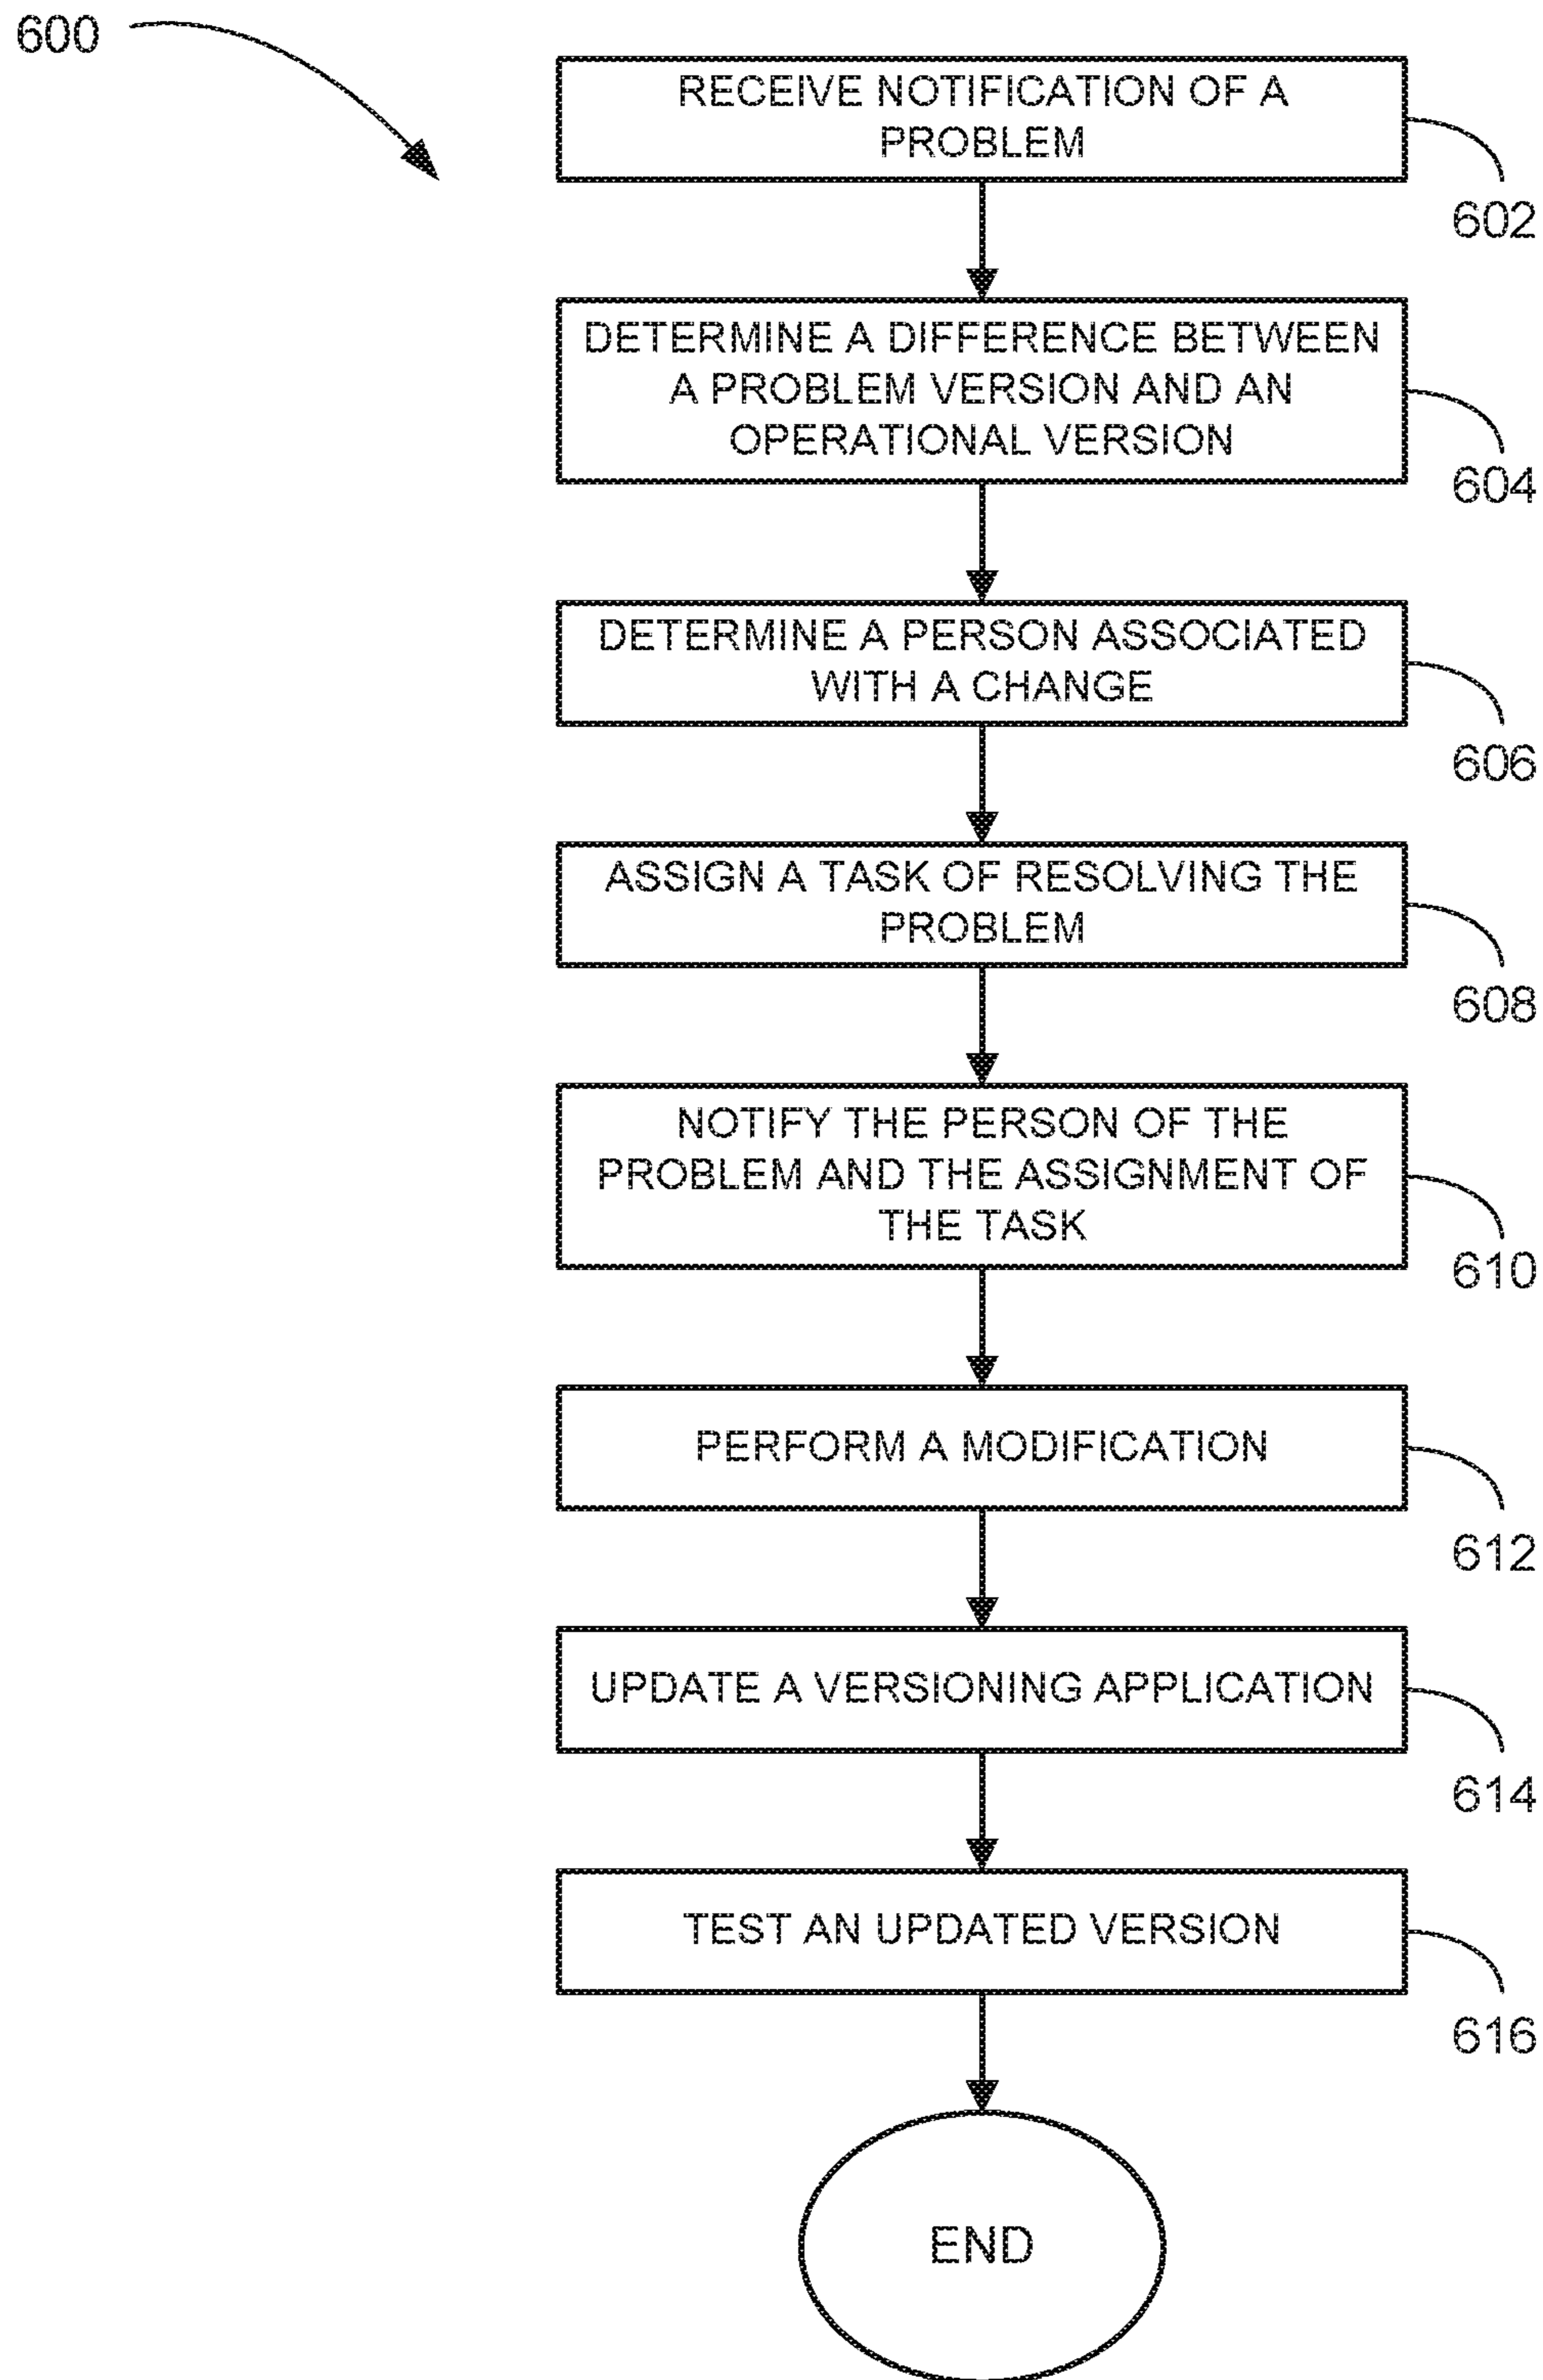 600
RECEIVE NOTIFICATION OF A
PROBLEM
602
DETERMINE A DIFFERENCE BETWEEN
A PROBLEM VERSION AND AN
OPERATIONAL VERSION
604
DETERMINE A PERSON ASSOCIATED
WITH A CHANGE
606
ASSIGN A TASK OF RESOLVING THE
PROBLEM
608
NOTIFY THE PERSON OF THE
PROBLEM AND THE ASSIGNMENT OF
THE TASK
610
PERFORM A MODIFICATION
612
UPDATE A VERSIONING APPLICATION
614
TEST AN UPDATED VERSION
616
END